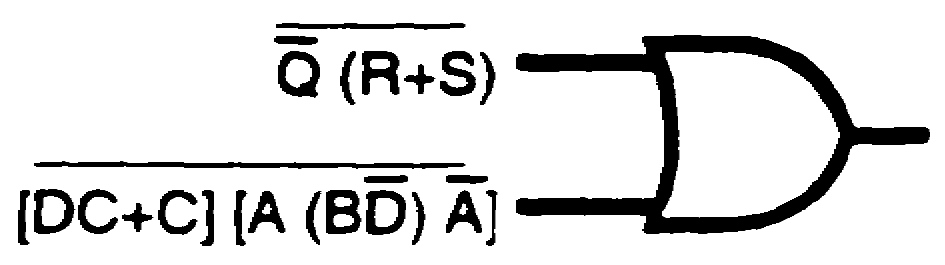 Q̅ (R+S)
[DC+C] [A (BD̅) A̅]